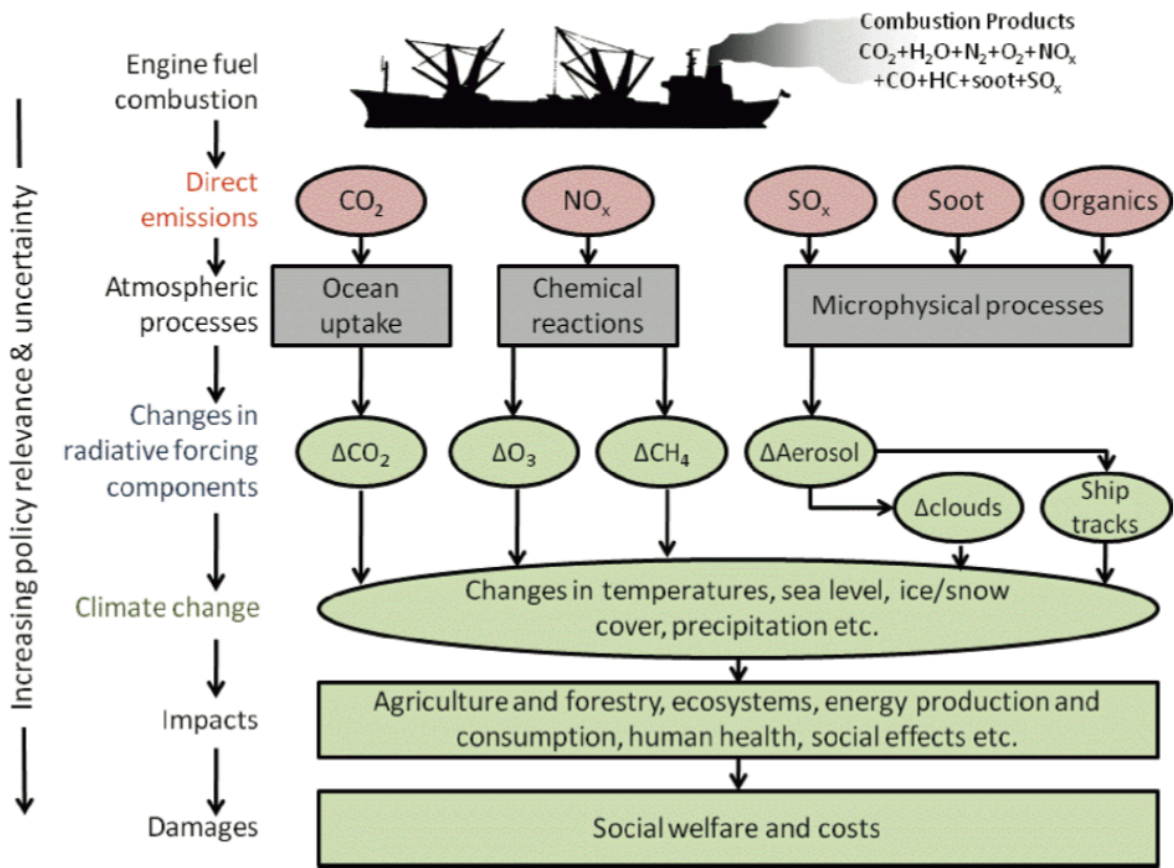 Combustion Products
CO₂+H₂O+N₂+O₂+NOₓ
+CO+HC+soot+SOₓ
Engine fuel
combustion
Increasing policy relevance & uncertainty
Direct
emissions
CO₂
NOₓ
SOₓ
Soot
Organics
Atmospheric
processes
Ocean
uptake
Chemical
reactions
Microphysical processes
Changes in
radiative forcing
components
ΔCO₂
ΔO₃
ΔCH₄
ΔAerosol
Δclouds
Ship
tracks
Climate change
Changes in temperatures, sea level, ice/snow
cover, precipitation etc.
Impacts
Agriculture and forestry, ecosystems, energy production and
consumption, human health, social effects etc.
Damages
Social welfare and costs